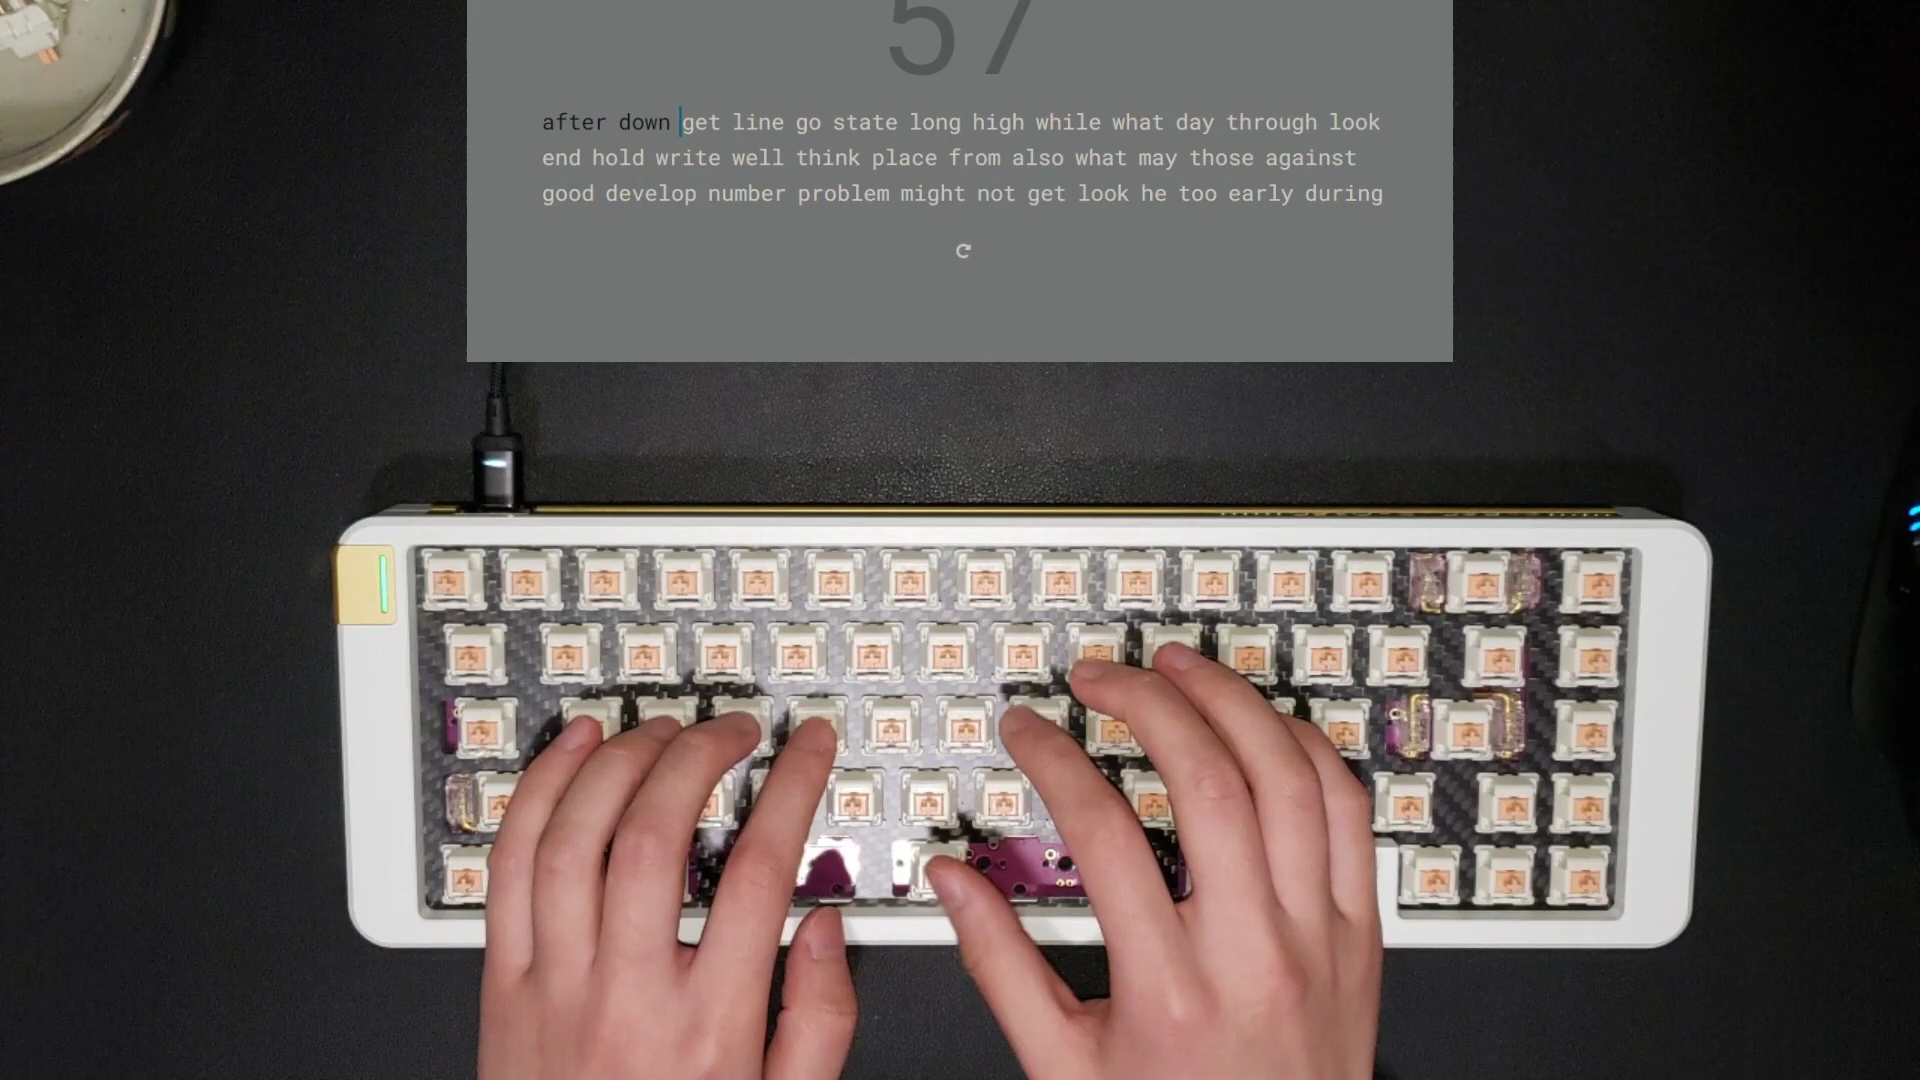 57
after down get line go state long high while what day through look
end hold write well think place from also what may those against
good develop number problem might not get look he too early during